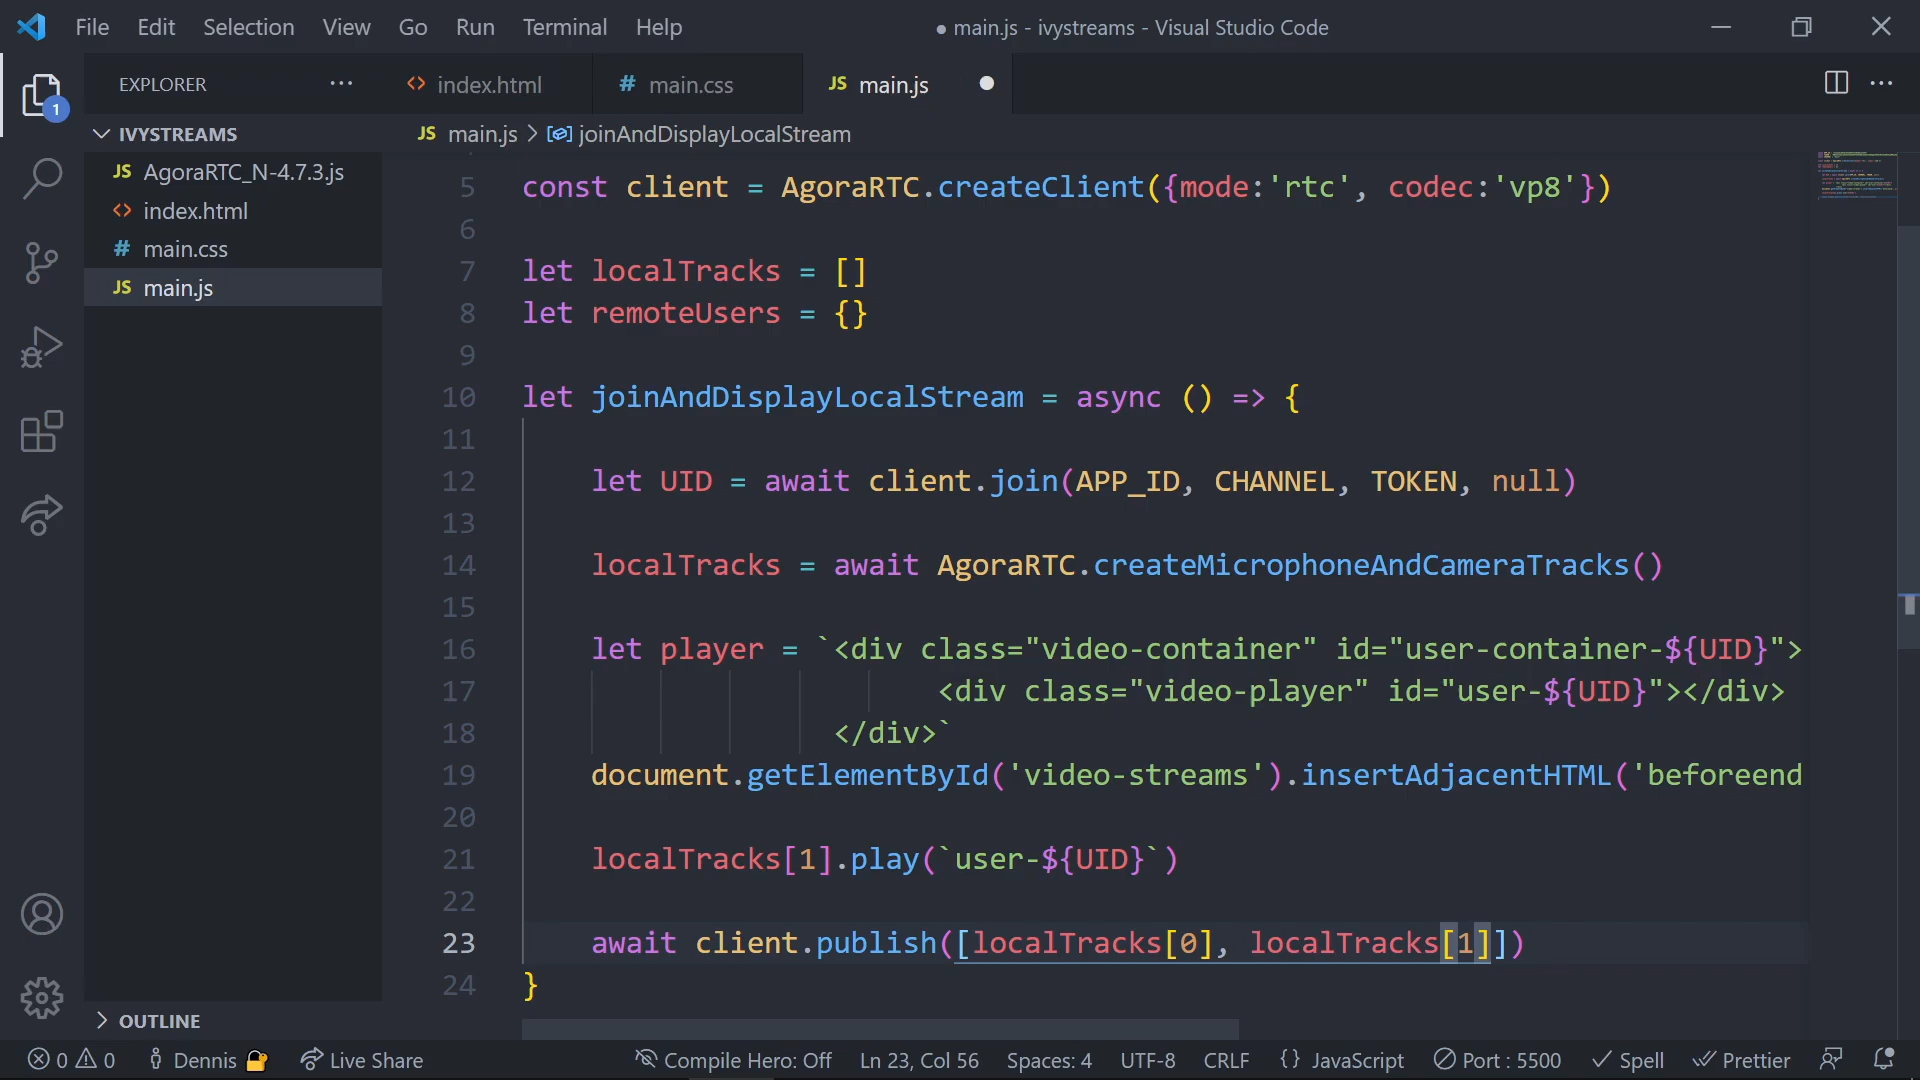 File Edit Selection View Go Run Terminal Help
● main.js - ivystreams - Visual Studio Code
EXPLORER
index.html
main.css
JS main.js
1
IVYSTREAMS
JS main.js > joinAndDisplayLocalStream
JS AgoraRTC_N-4.7.3.js
index.html
# main.css
JS main.js
5 const client = AgoraRTC.createClient({mode:'rtc', codec:'vp8'})
6
7 let localTracks = []
8 let remoteUsers = {}
9
10 let joinAndDisplayLocalStream = async () => {
11
12 let UID = await client.join(APP_ID, CHANNEL, TOKEN, null)
13
14 localTracks = await AgoraRTC.createMicrophoneAndCameraTracks()
15
16 let player = `<div class="video-container" id="user-container-${UID}">
17 <div class="video-player" id="user-${UID}"></div>
18 </div>`
19 document.getElementById('video-streams').insertAdjacentHTML('beforeend
20
21 localTracks[1].play(`user-${UID}`)
22
23 await client.publish([localTracks[0], localTracks[1]])
24 }
OUTLINE
0 0 Dennis Live Share Compile Hero: Off Ln 23, Col 56 Spaces: 4 UTF-8 CRLF {} JavaScript Port : 5500 Spell Prettier